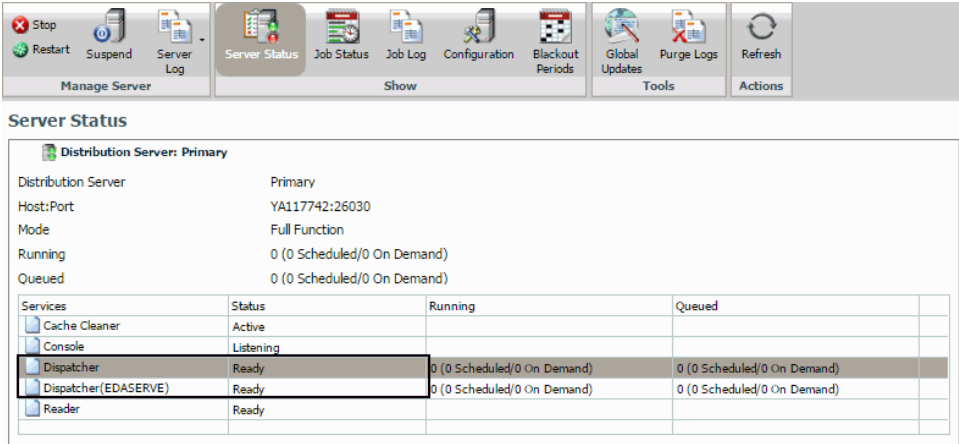 Stop
Restart
Suspend
Server Log
Manage Server
Server Status
Job Status
Job Log
Configuration
Blackout Periods
Show
Global Updates
Purge Logs
Tools
Refresh
Actions
Server Status
Distribution Server: Primary
Distribution Server Primary
Host:Port YA117742:26030
Mode Full Function
Running 0 (0 Scheduled/0 On Demand)
Queued 0 (0 Scheduled/0 On Demand)
Services Status Running Queued
Cache Cleaner Active
Console Listening
Dispatcher Ready 0 (0 Scheduled/0 On Demand) 0 (0 Scheduled/0 On Demand)
Dispatcher(EDASERVE) Ready 0 (0 Scheduled/0 On Demand) 0 (0 Scheduled/0 On Demand)
Reader Ready